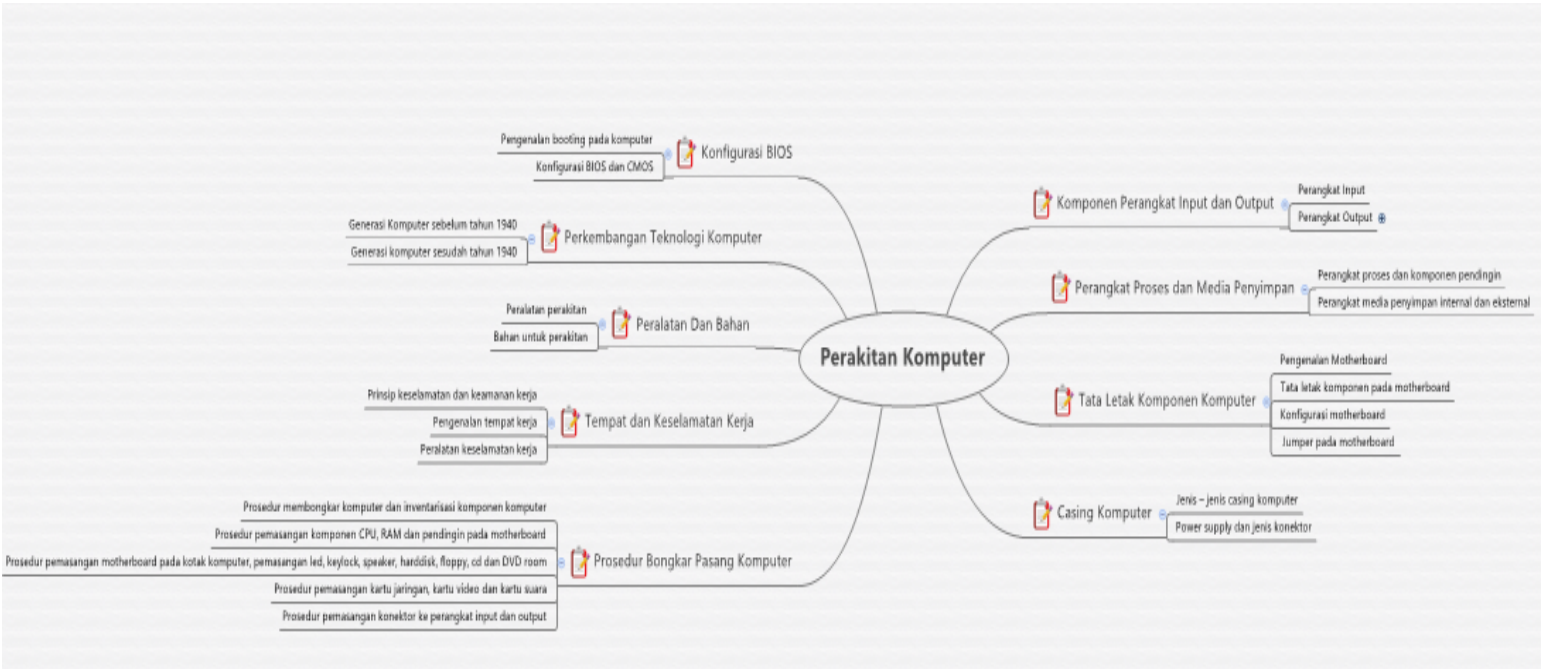 Perakitan Komputer
Komponen Perangkat Input dan Output
Perangkat Input
Perangkat Output
Perangkat Proses dan Media Penyimpan
Perangkat proses dan komponen pendingin
Perangkat media penyimpan internal dan eksternal
Tata Letak Komponen Komputer
Pengenalan Motherboard
Tata letak komponen pada motherboard
Konfigurasi motherboard
Jumper pada motherboard
Casing Komputer
Jenis – jenis casing komputer
Power supply dan jenis konektor
Konfigurasi BIOS
Pengenalan booting pada komputer
Konfigurasi BIOS dan CMOS
Perkembangan Teknologi Komputer
Generasi Komputer sebelum tahun 1940
Generasi komputer sesudah tahun 1940
Peralatan Dan Bahan
Peralatan perakitan
Bahan untuk perakitan
Tempat dan Keselamatan Kerja
Prinsip keselamatan dan keamanan kerja
Pengenalan tempat kerja
Peralatan keselamatan kerja
Prosedur Bongkar Pasang Komputer
Prosedur membongkar komputer dan inventarisasi komponen komputer
Prosedur pemasangan komponen CPU, RAM dan pendingin pada motherboard
Prosedur pemasangan motherboard pada kotak komputer, pemasangan led, keylock, speaker, harddisk, floppy, cd dan DVD room
Prosedur pemasangan kartu jaringan, kartu video dan kartu suara
Prosedur pemasangan konektor ke perangkat input dan output